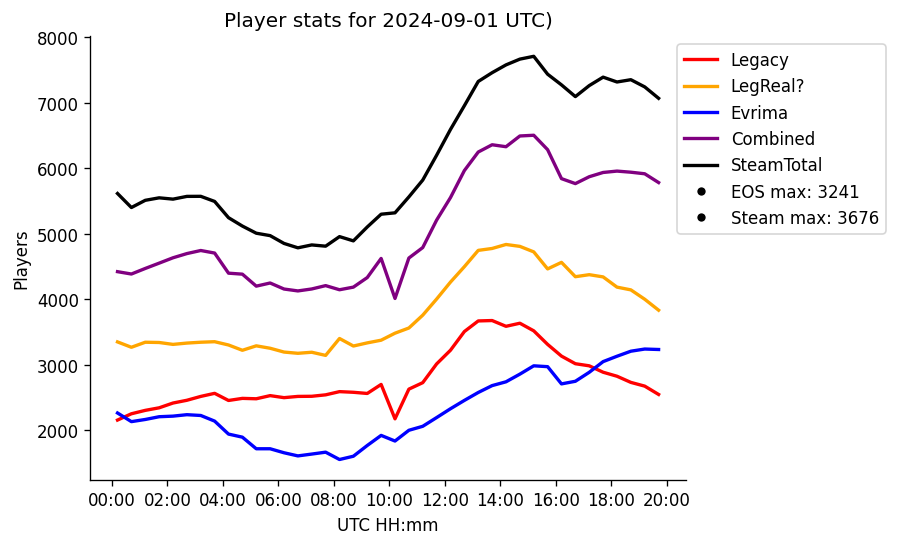 Player stats for 2024-09-01 UTC)
8000
7000
6000
5000
4000
3000
2000
Players
00:00 02:00 04:00 06:00 08:00 10:00 12:00 14:00 16:00 18:00 20:00
UTC HH:mm
Legacy
LegReal?
Evrima
Combined
SteamTotal
EOS max: 3241
Steam max: 3676